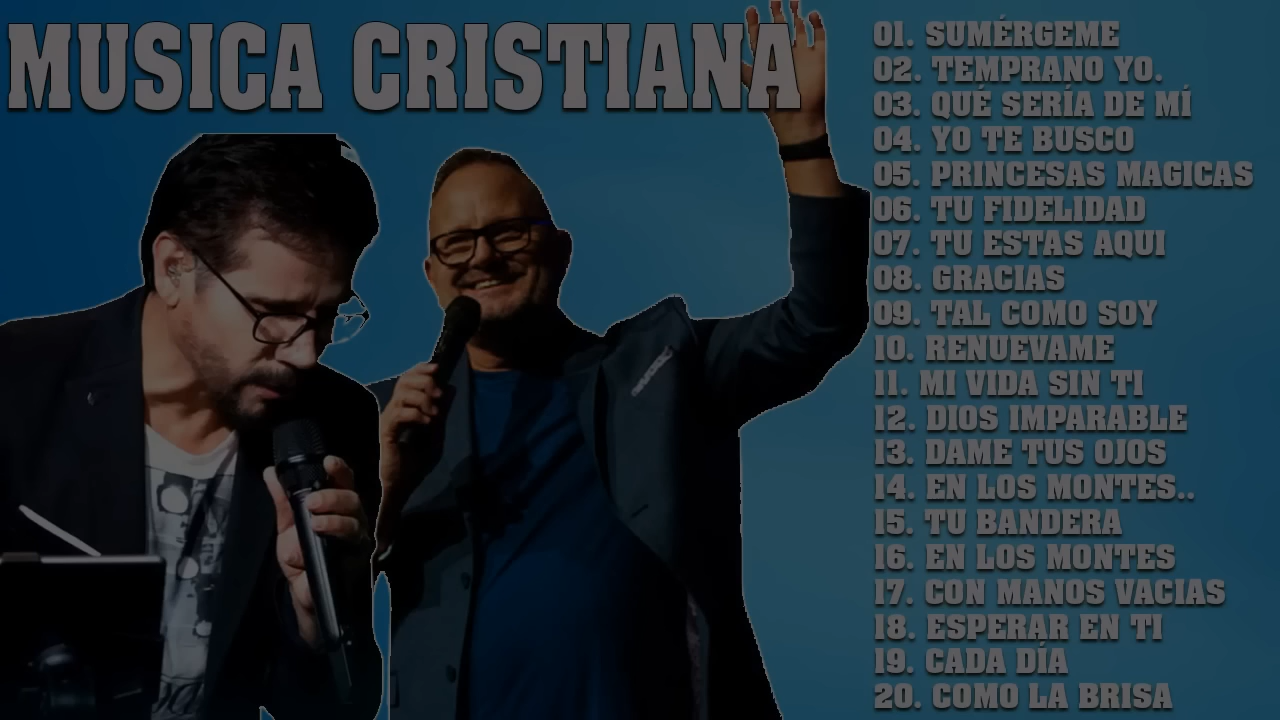 MUSICA CRISTIANA
01. SUMÉRGEME
02. TEMPRANO YO.
03. QUÉ SERÍA DE MÍ
04. YO TE BUSCO
05. PRINCESAS MAGICAS
06. TU FIDELIDAD
07. TU ESTAS AQUI
08. GRACIAS
09. TAL COMO SOY
10. RENUEVAME
11. MI VIDA SIN TI
12. DIOS IMPARABLE
13. DAME TUS OJOS
14. EN LOS MONTES..
15. TU BANDERA
16. EN LOS MONTES
17. CON MANOS VACIAS
18. ESPERAR EN TI
19. CADA DÍA
20. COMO LA BRISA